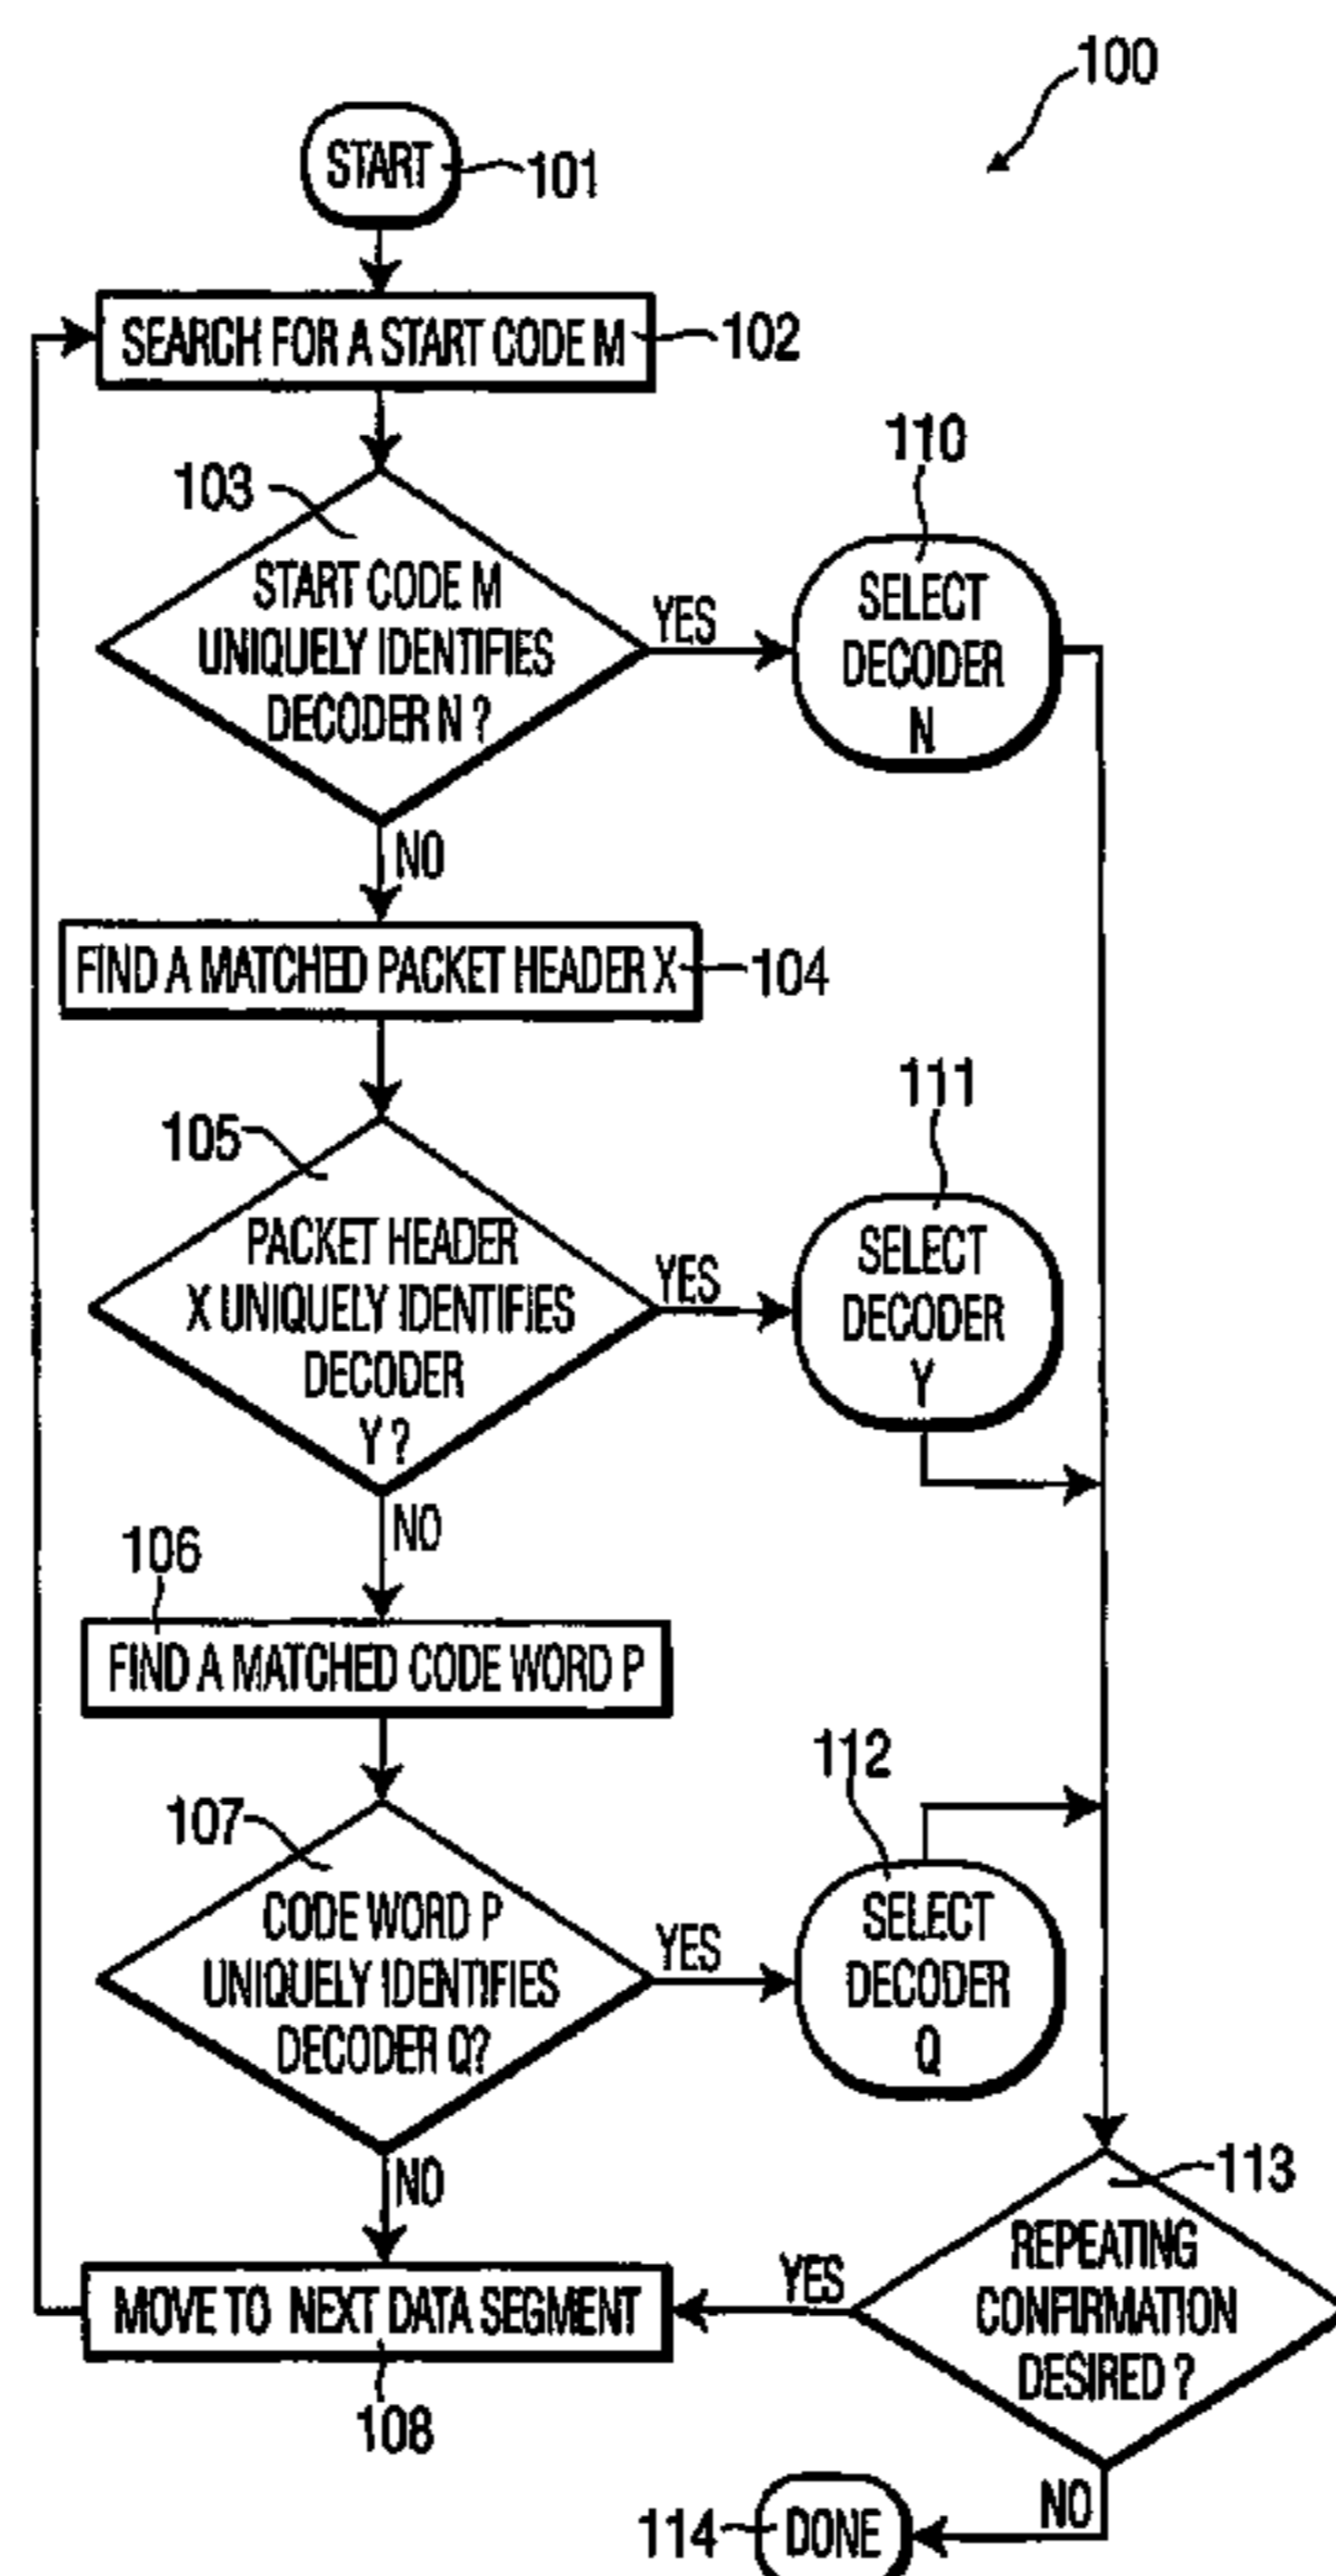 100
START
101
SEARCH FOR A START CODE M
102
103
START CODE M
UNIQUELY IDENTIFIES
DECODER N ?
YES
110
SELECT
DECODER
N
NO
FIND A MATCHED PACKET HEADER X
104
105
PACKET HEADER
X UNIQUELY IDENTIFIES
DECODER
Y ?
YES
111
SELECT
DECODER
Y
NO
106
FIND A MATCHED CODE WORD P
107
CODE WORD P
UNIQUELY IDENTIFIES
DECODER Q?
YES
112
SELECT
DECODER
Q
NO
MOVE TO NEXT DATA SEGMENT
108
YES
113
REPEATING
CONFIRMATION
DESIRED ?
NO
114
DONE